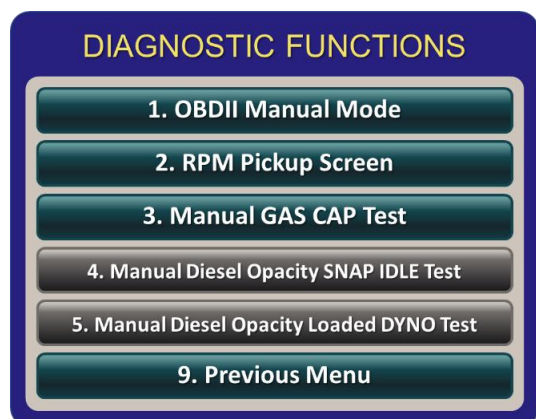 DIAGNOSTIC FUNCTIONS
1. OBDII Manual Mode
2. RPM Pickup Screen
3. Manual GAS CAP Test
4. Manual Diesel Opacity SNAP IDLE Test
5. Manual Diesel Opacity Loaded DYNO Test
9. Previous Menu